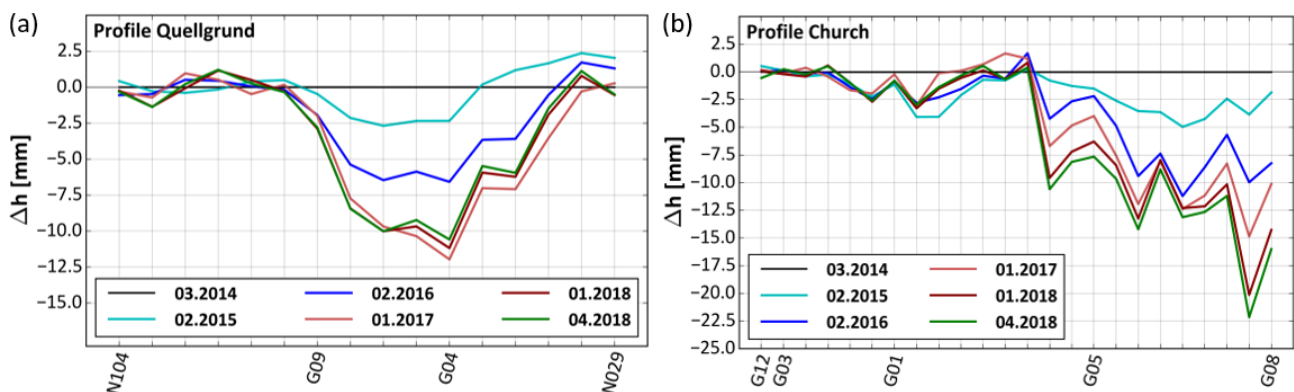 (a)
Profile Quellgrund
2.5
0.0
−2.5
−5.0
−7.5
−10.0
−12.5
−15.0
Δh [mm]
03.2014
02.2016
01.2018
02.2015
01.2017
04.2018
N104
G09
G04
N029
(b)
Profile Church
2.5
0.0
−2.5
−5.0
−7.5
−10.0
−12.5
−15.0
−17.5
−20.0
−22.5
−25.0
Δh [mm]
03.2014
01.2017
02.2015
01.2018
02.2016
04.2018
G12
G03
G01
G05
G08